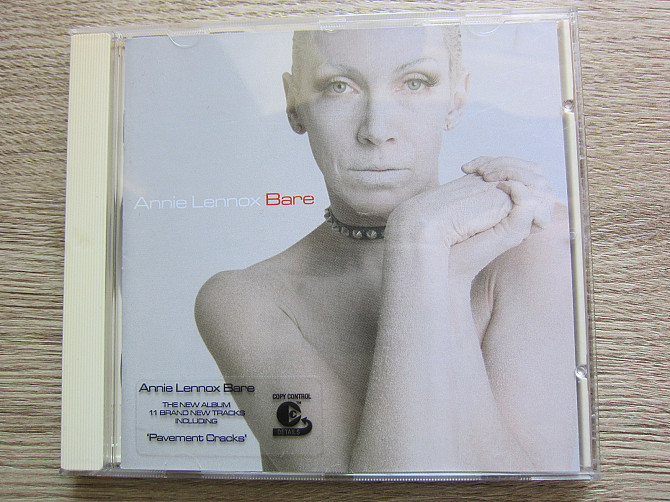 Annie Lennox Bare
Annie Lennox Bare
THE NEW ALBUM
11 BRAND NEW TRACKS
INCLUDING
'Pavement Cracks'
COPY CONTROL